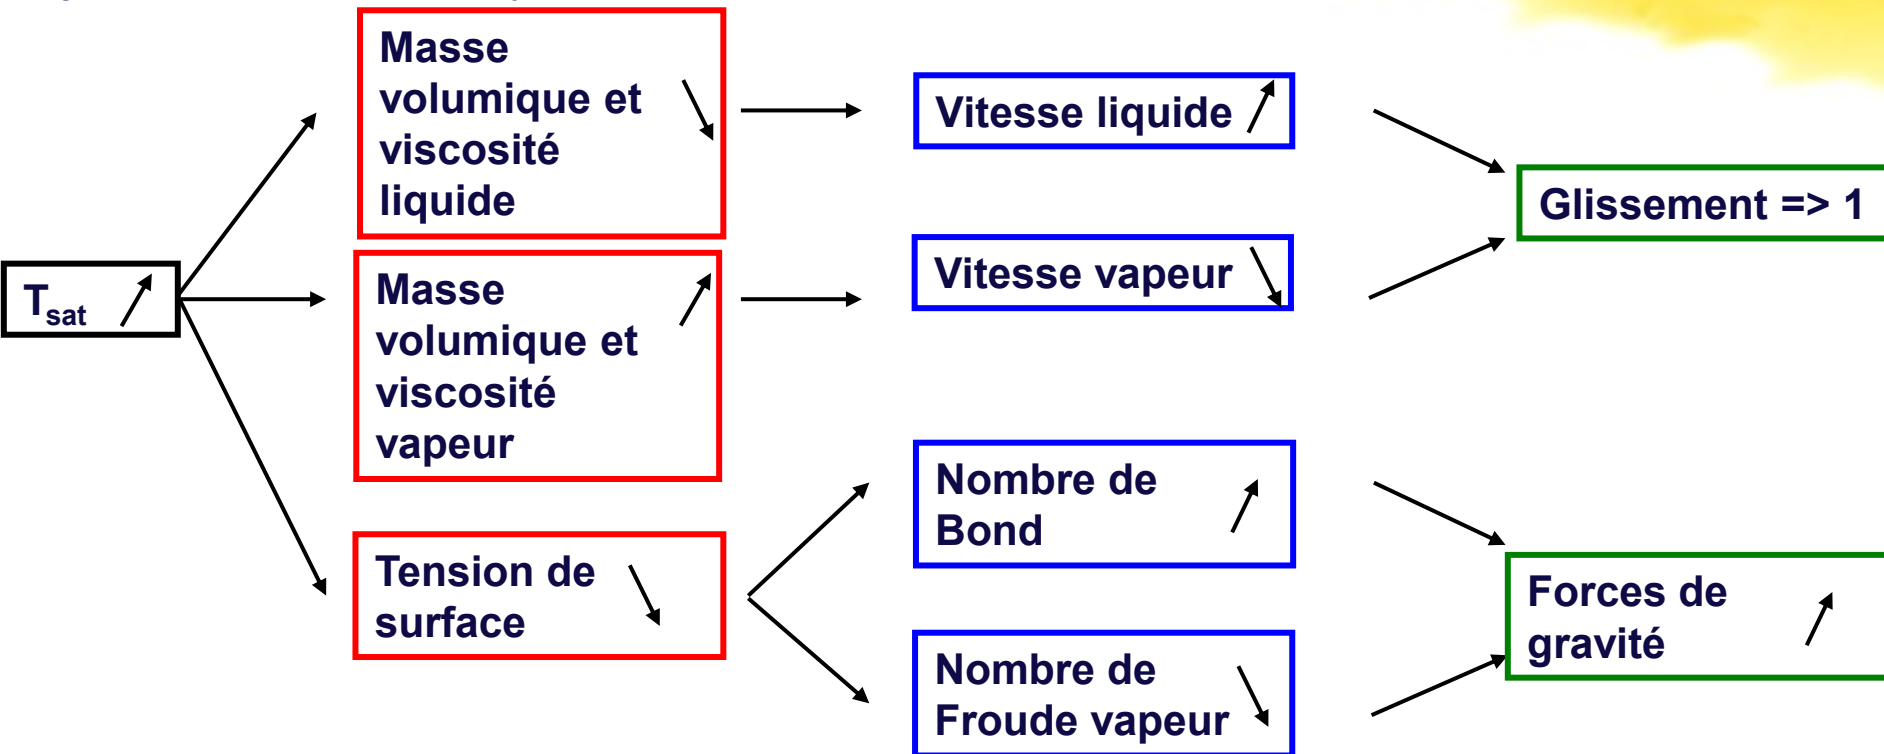 Masse
volumique et
viscosité
liquide
Vitesse liquide
Glissement => 1
T_sat
Masse
volumique et
viscosité
vapeur
Vitesse vapeur
Nombre de
Bond
Tension de
surface
Forces de
gravité
Nombre de
Froude vapeur